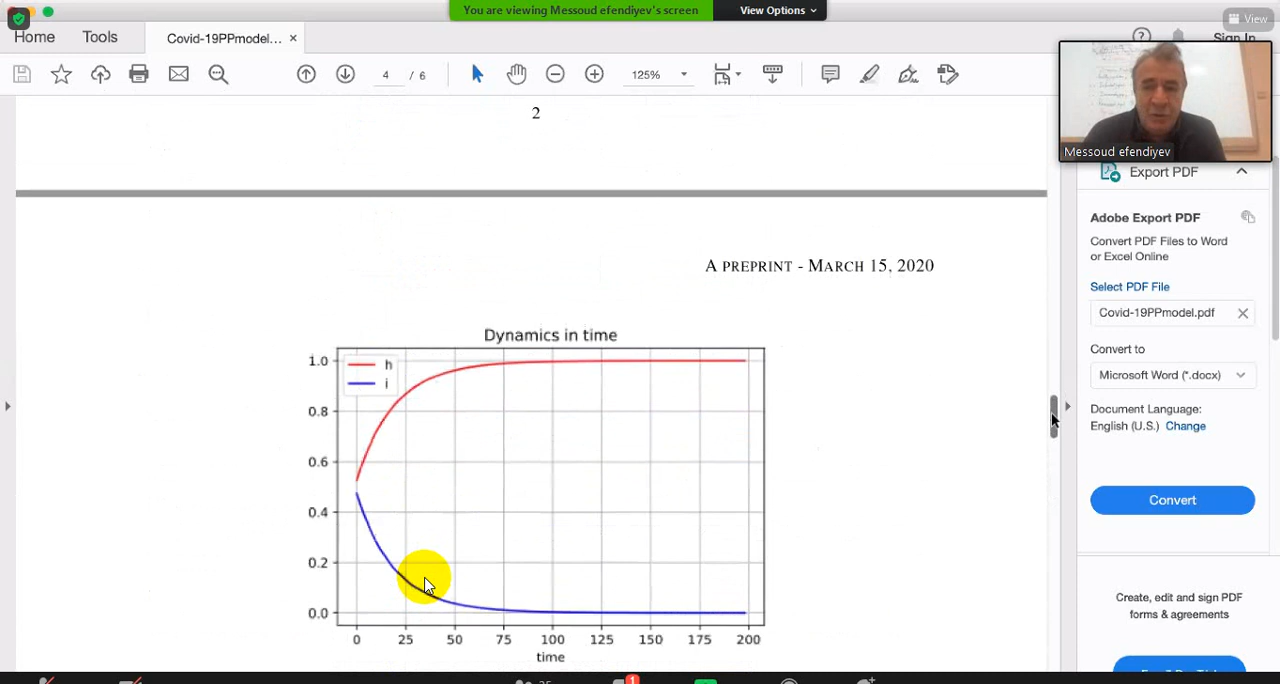 You are viewing Messoud efendiyev's screen
View Options
View
Home
Tools
Covid-19PPmodel...
Sign In
4 / 6
125%
Messoud efendiyev
2
Export PDF
A PREPRINT - MARCH 15, 2020
Adobe Export PDF
Convert PDF Files to Word
or Excel Online
Select PDF File
Covid-19PPmodel.pdf
Convert to
Microsoft Word (*.docx)
Document Language:
English (U.S.) Change
Convert
Create, edit and sign PDF
forms & agreements
Dynamics in time
h
i
1.0
0.8
0.6
0.4
0.2
0.0
0 25 50 75 100 125 150 175 200
time
1